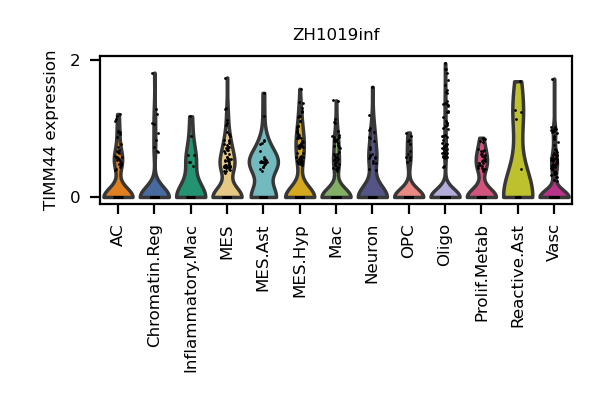 ZH1019inf
TIMM44 expression
2
0
AC
Chromatin.Reg
Inflammatory.Mac
MES
MES.Ast
MES.Hyp
Mac
Neuron
OPC
Oligo
Prolif.Metab
Reactive.Ast
Vasc